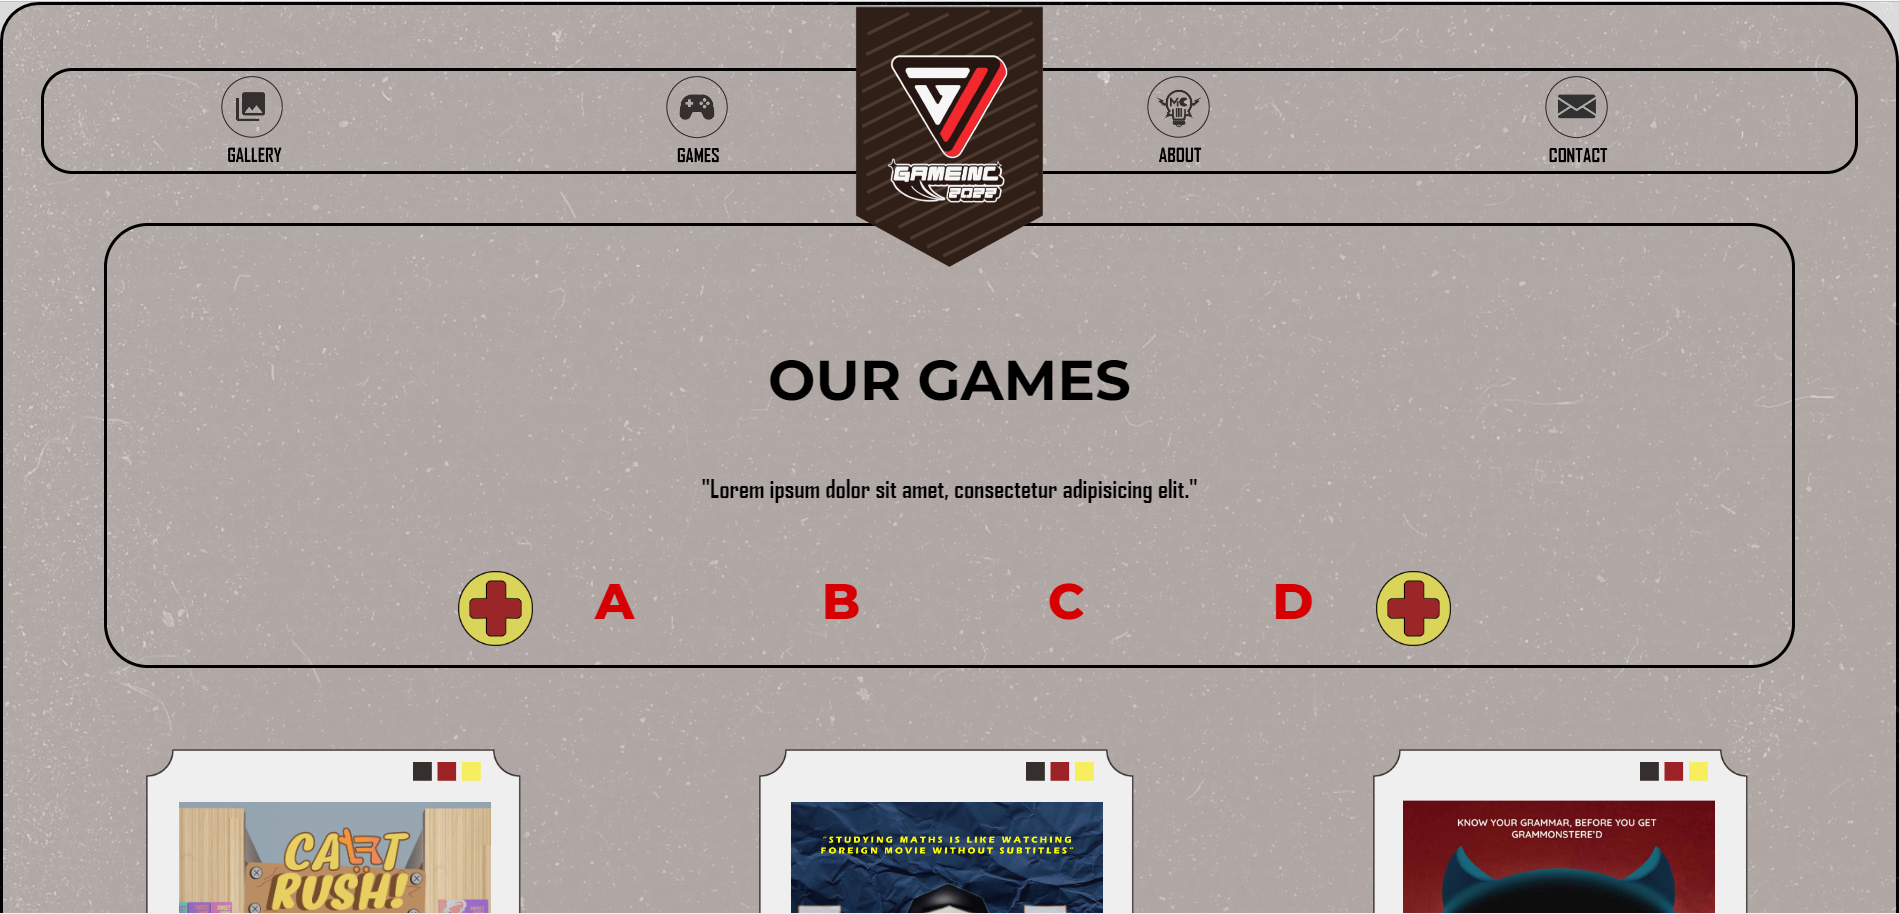 GALLERY
GAMES
GAMEINC
2022
ABOUT
CONTACT
OUR GAMES
"Lorem ipsum dolor sit amet, consectetur adipisicing elit."
A B C D
CART
RUSH!
"STUDYING MATHS IS LIKE WATCHING
FOREIGN MOVIE WITHOUT SUBTITLES"
KNOW YOUR GRAMMAR, BEFORE YOU GET
GRAMMONSTERE'D